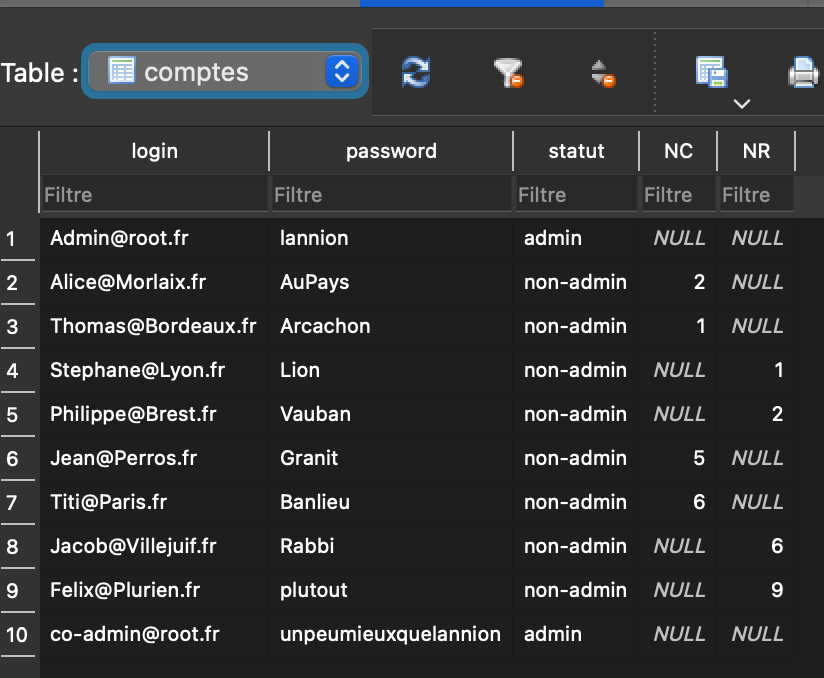 Table : comptes
login password statut NC NR
Filtre Filtre Filtre Filtre Filtre
1 Admin@root.fr lannion admin NULL NULL
2 Alice@Morlaix.fr AuPays non-admin 2 NULL
3 Thomas@Bordeaux.fr Arcachon non-admin 1 NULL
4 Stephane@Lyon.fr Lion non-admin NULL 1
5 Philippe@Brest.fr Vauban non-admin NULL 2
6 Jean@Perros.fr Granit non-admin 5 NULL
7 Titi@Paris.fr Banlieu non-admin 6 NULL
8 Jacob@Villejuif.fr Rabbi non-admin NULL 6
9 Felix@Plurien.fr plutout non-admin NULL 9
10 co-admin@root.fr unpeumieuxquelannion admin NULL NULL